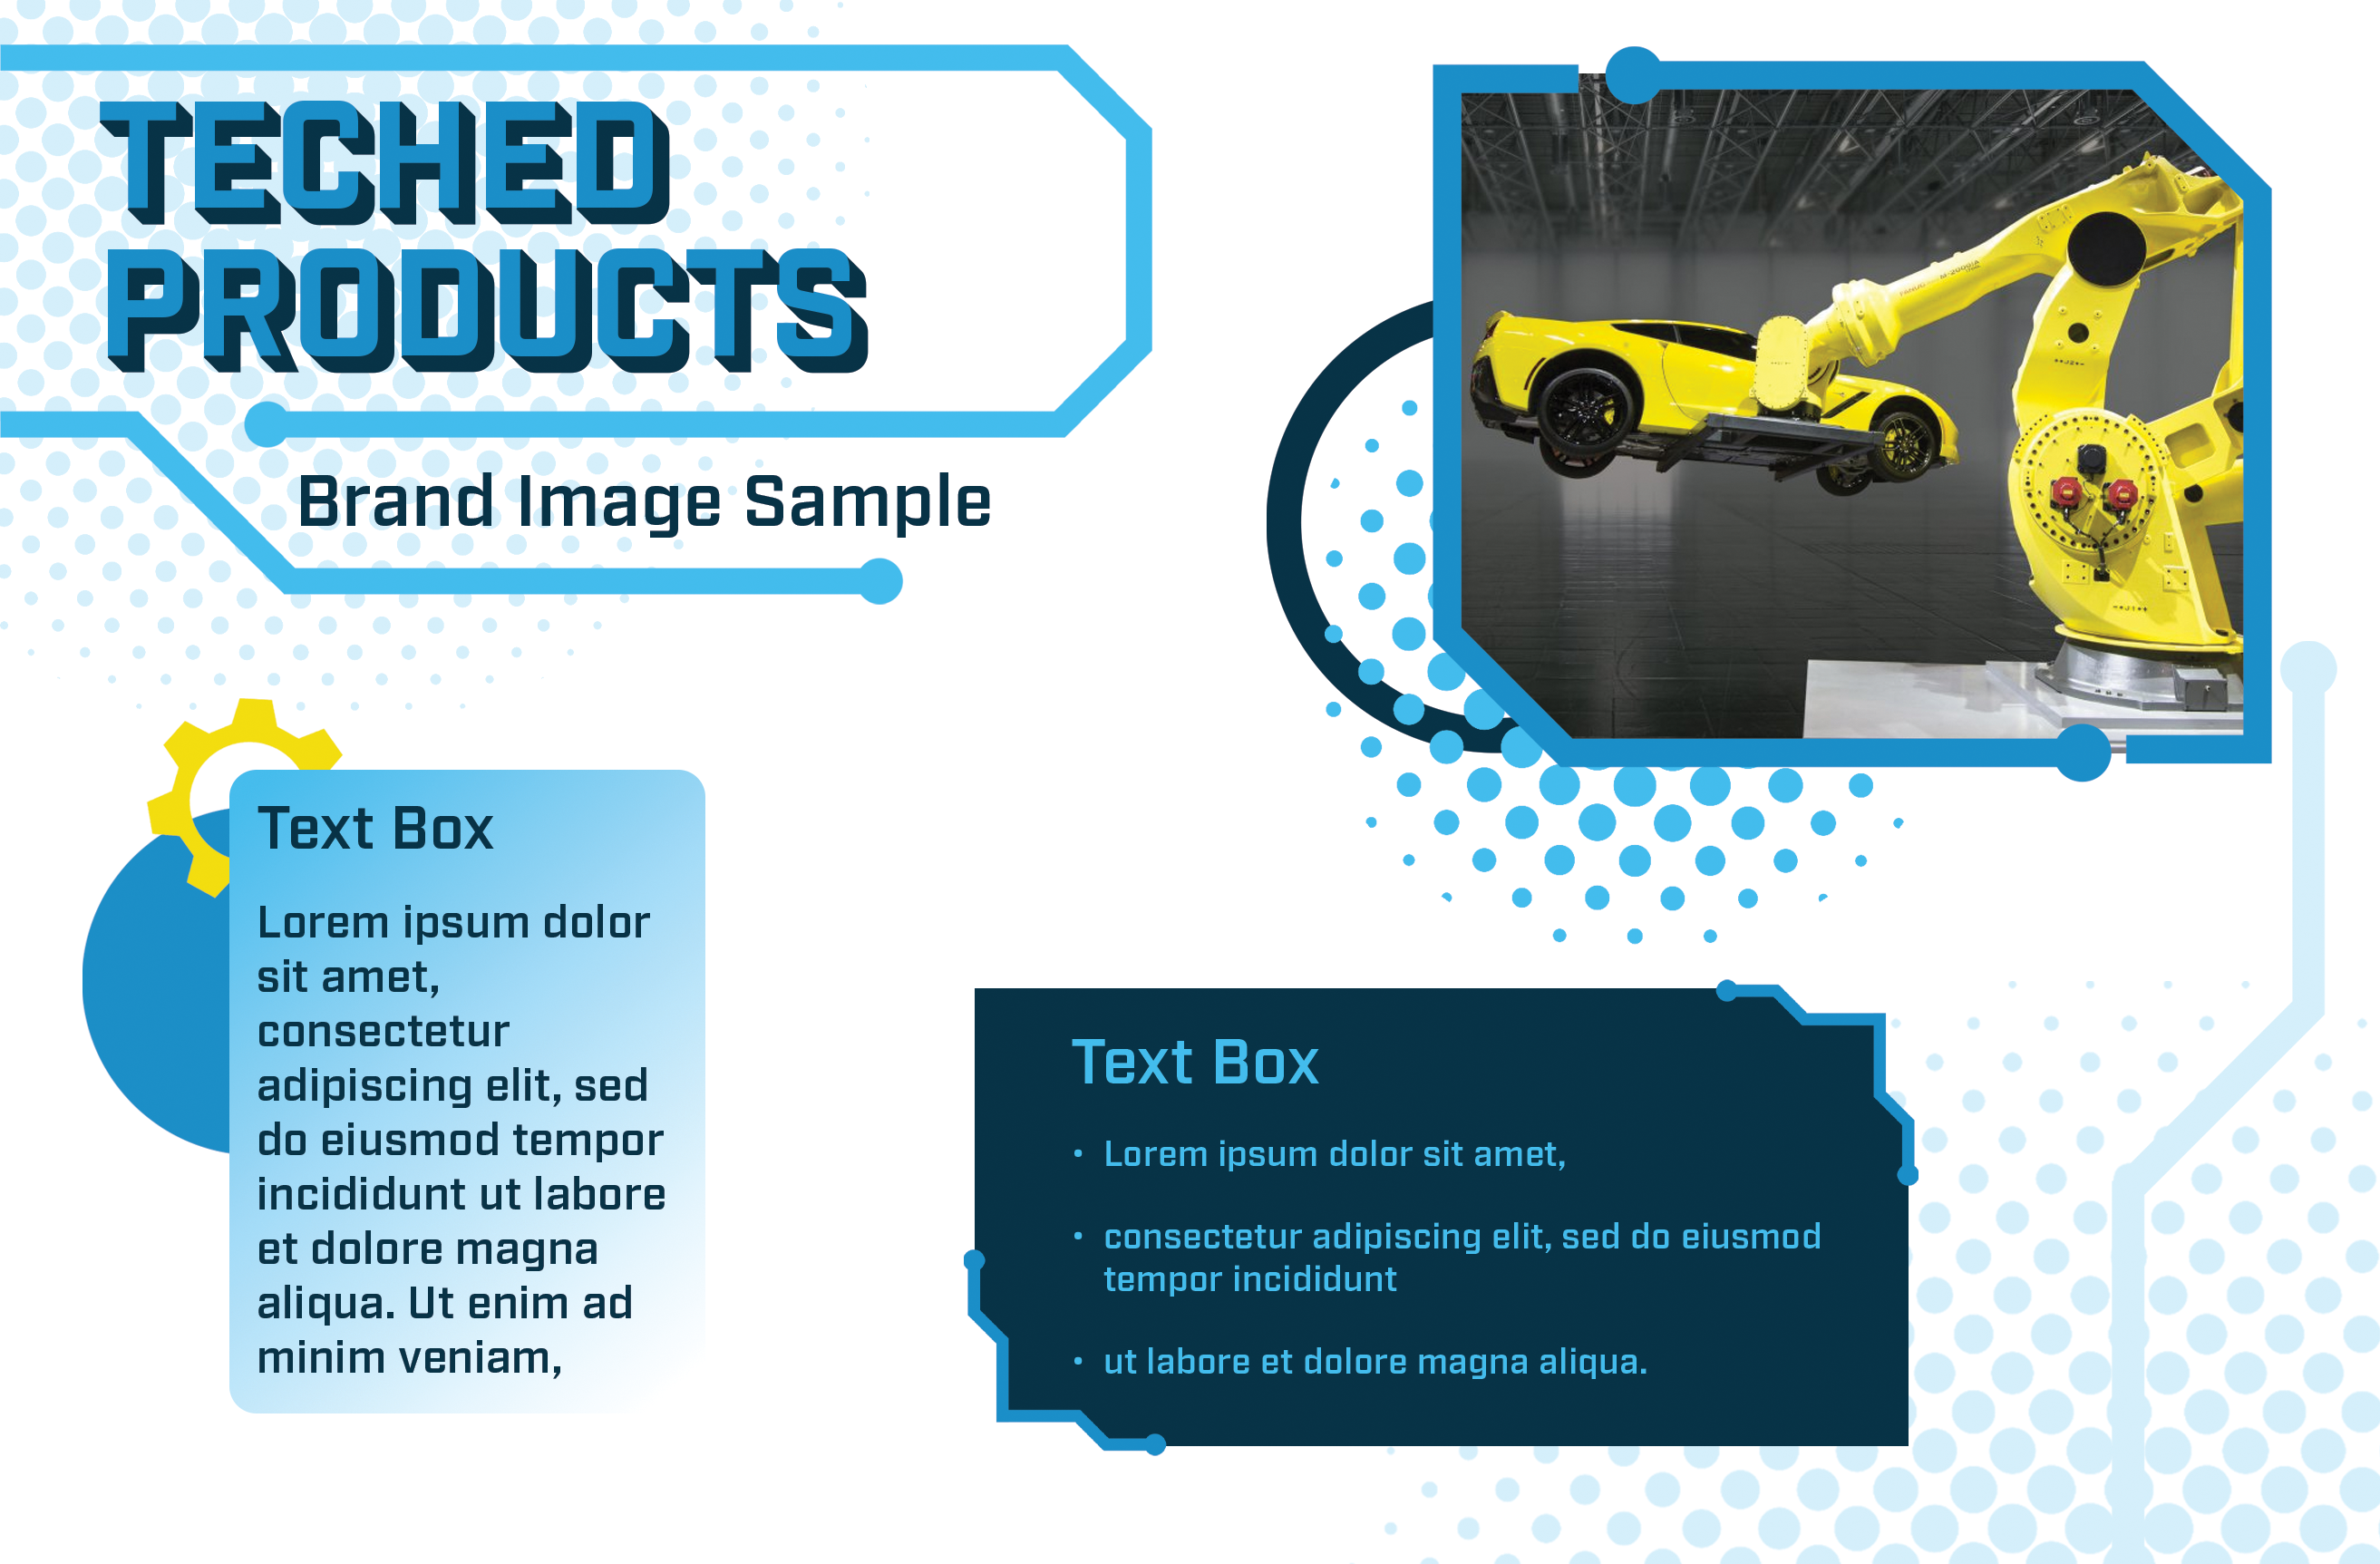 TECHED
PRODUCTS
Brand Image Sample
FANUC M-2000iA
Text Box
Lorem ipsum dolor
sit amet,
consectetur
adipiscing elit, sed
do eiusmod tempor
incididunt ut labore
et dolore magna
aliqua. Ut enim ad
minim veniam,
Text Box
• Lorem ipsum dolor sit amet,
• consectetur adipiscing elit, sed do eiusmod
tempor incididunt
• ut labore et dolore magna aliqua.